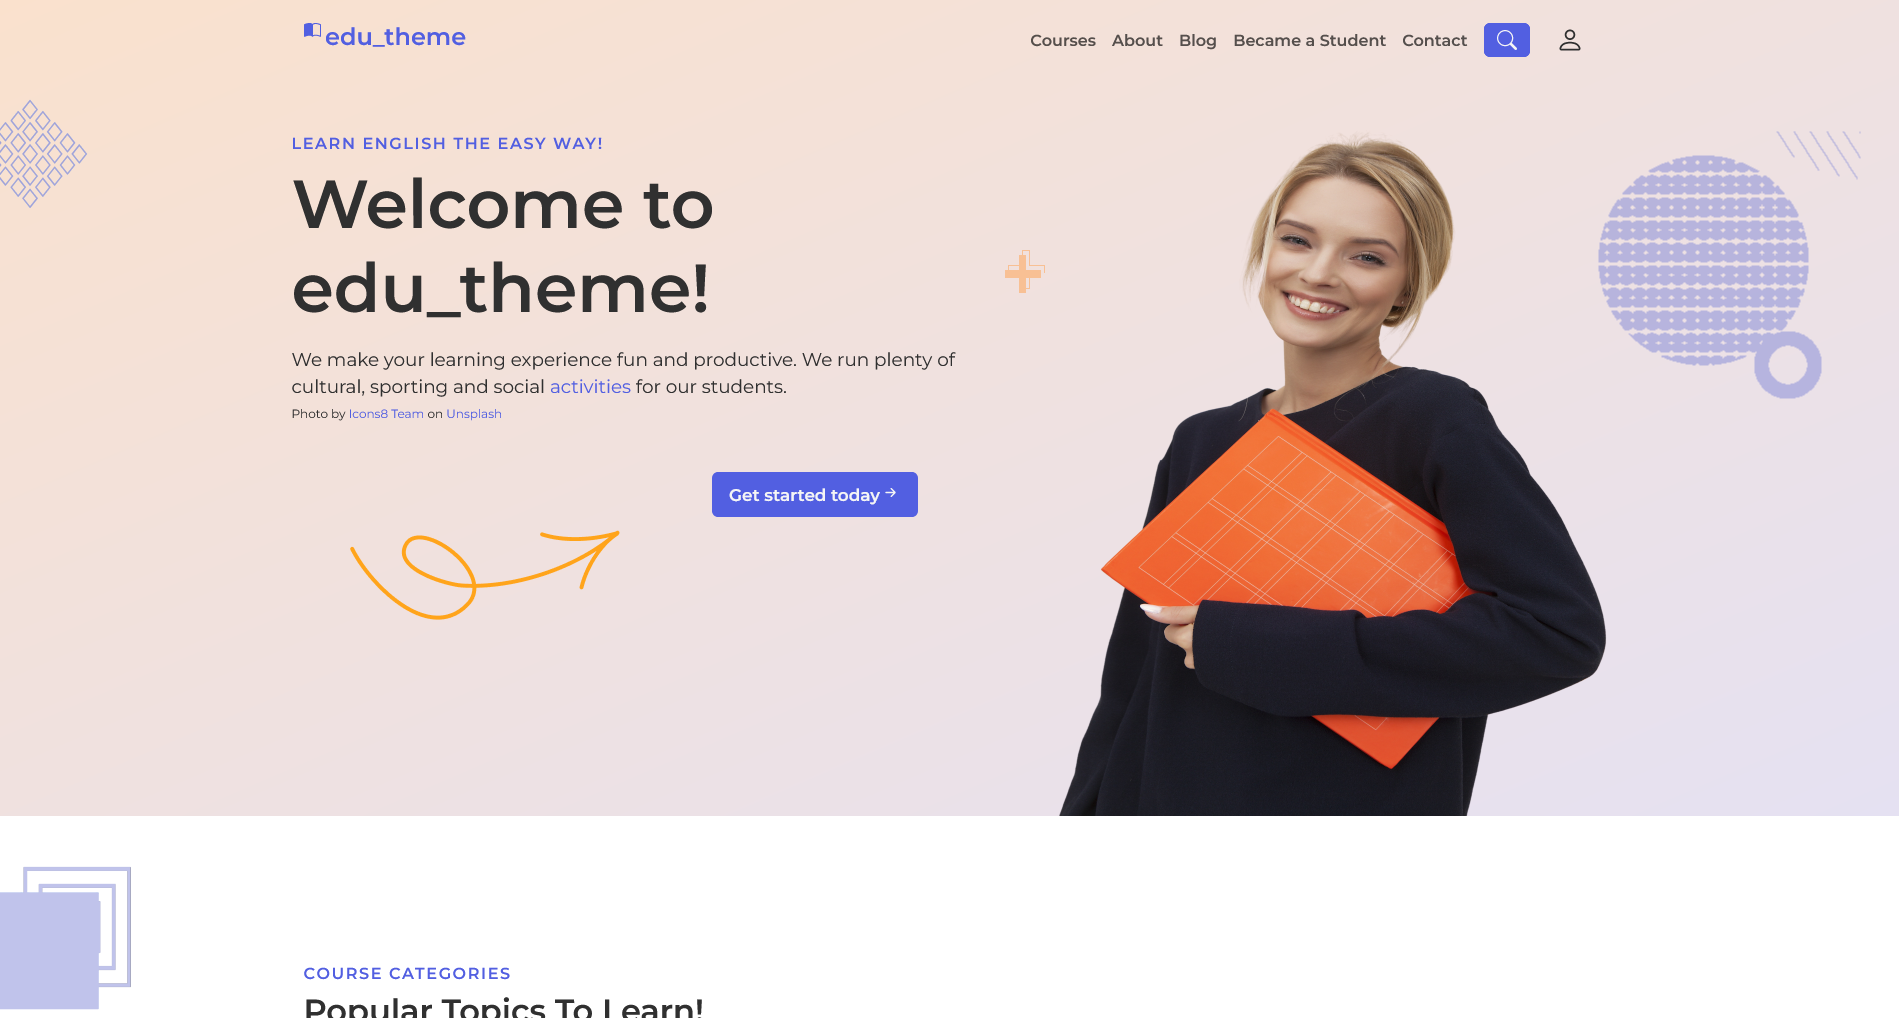 edu_theme
Courses About Blog Became a Student Contact
LEARN ENGLISH THE EASY WAY!
Welcome to
edu_theme!
We make your learning experience fun and productive. We run plenty of
cultural, sporting and social activities for our students.
Photo by Icons8 Team on Unsplash
Get started today
COURSE CATEGORIES
Popular Topics To Learn!